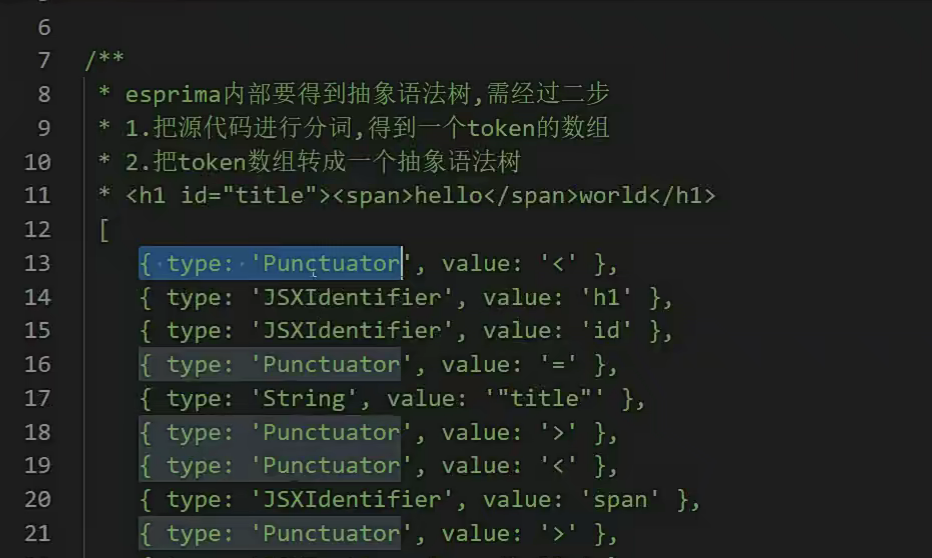 6
7 /**
8 * esprima内部要得到抽象语法树,需经过二步
9 * 1.把源代码进行分词,得到一个token的数组
10 * 2.把token数组转成一个抽象语法树
11 * <h1 id="title"><span>hello</span>world</h1>
12 [
13 { type: 'Punctuator', value: '<' },
14 { type: 'JSXIdentifier', value: 'h1' },
15 { type: 'JSXIdentifier', value: 'id' },
16 { type: 'Punctuator', value: '=' },
17 { type: 'String', value: '"title"' },
18 { type: 'Punctuator', value: '>' },
19 { type: 'Punctuator', value: '<' },
20 { type: 'JSXIdentifier', value: 'span' },
21 { type: 'Punctuator', value: '>' },